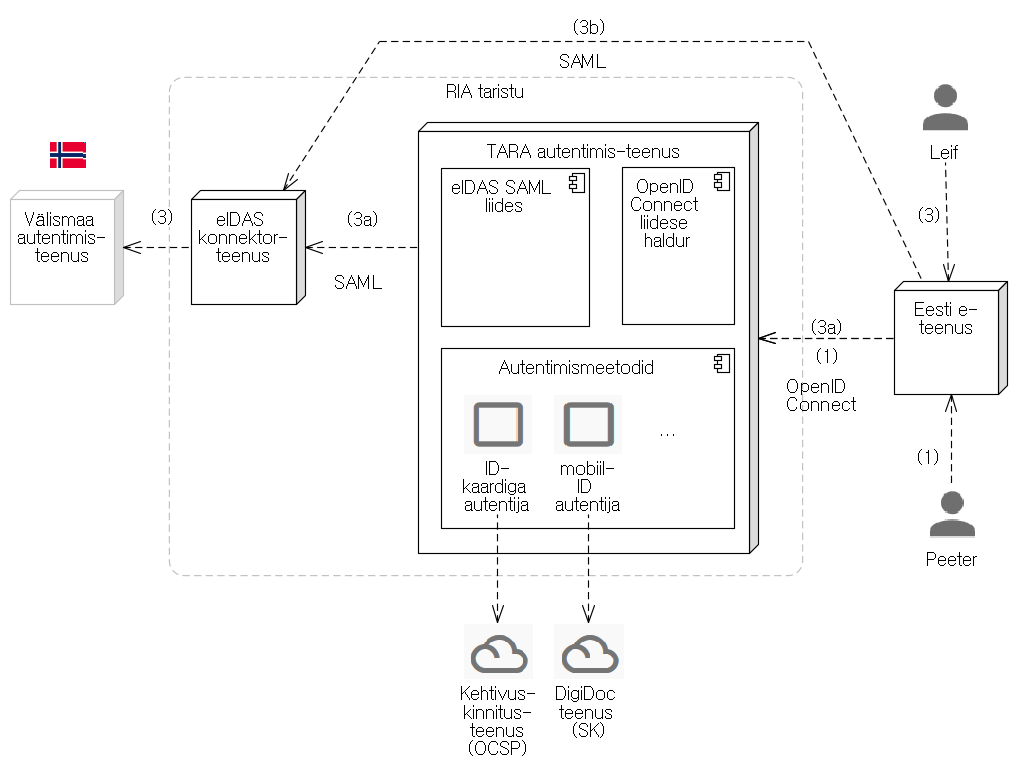 (3b)
SAML
RIA taristu
TARA autentimis-teenus
eIDAS SAML
liides
OpenID
Connect
liidese
haldur
Leif
Välismaa
autentimis-
teenus
(3)
eIDAS
konnektor-
teenus
(3a)
SAML
(3)
Eesti e-
teenus
(3a)
(1)
OpenID
Connect
Autentimismeetodid
ID-
kaardiga
autentija
mobiil-
ID
autentija
...
(1)
Peeter
Kehtivus-
kinnitus-
teenus
(OCSP)
DigiDoc
teenus
(SK)